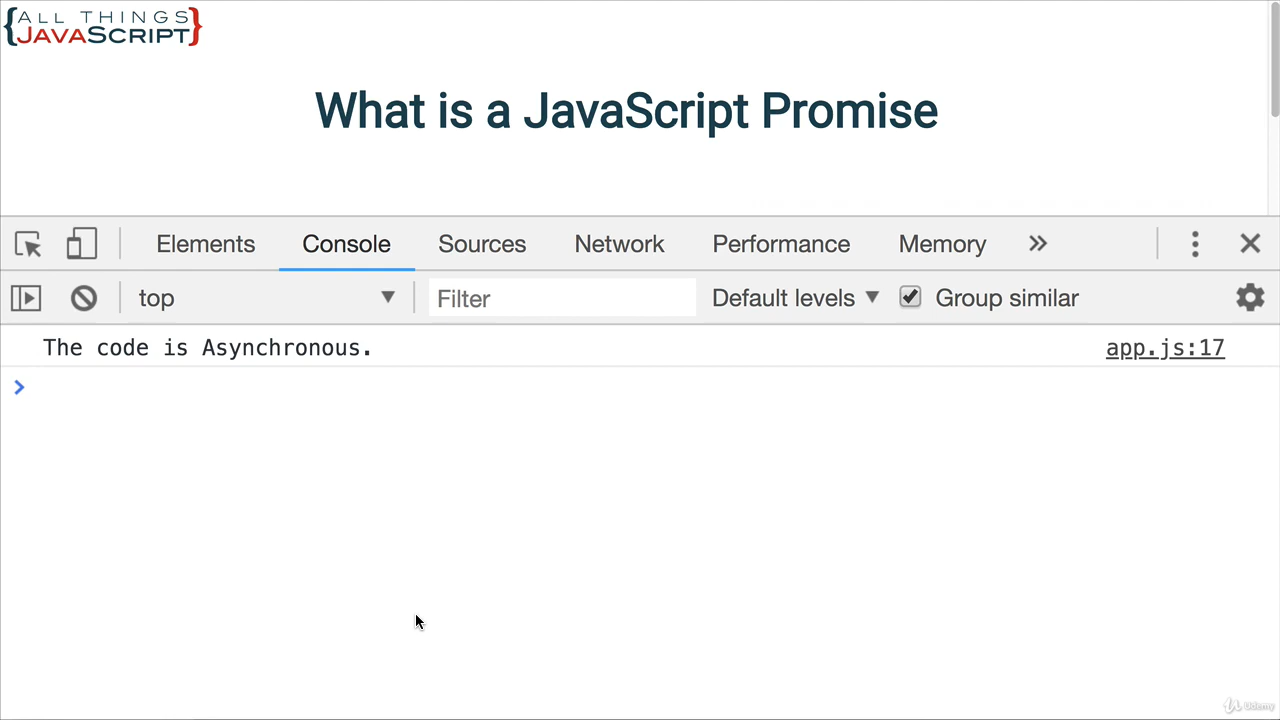 {ALL THINGS
JAVASCRIPT}
What is a JavaScript Promise
Elements Console Sources Network Performance Memory
top Filter Default levels Group similar
The code is Asynchronous. app.js:17
Udemy